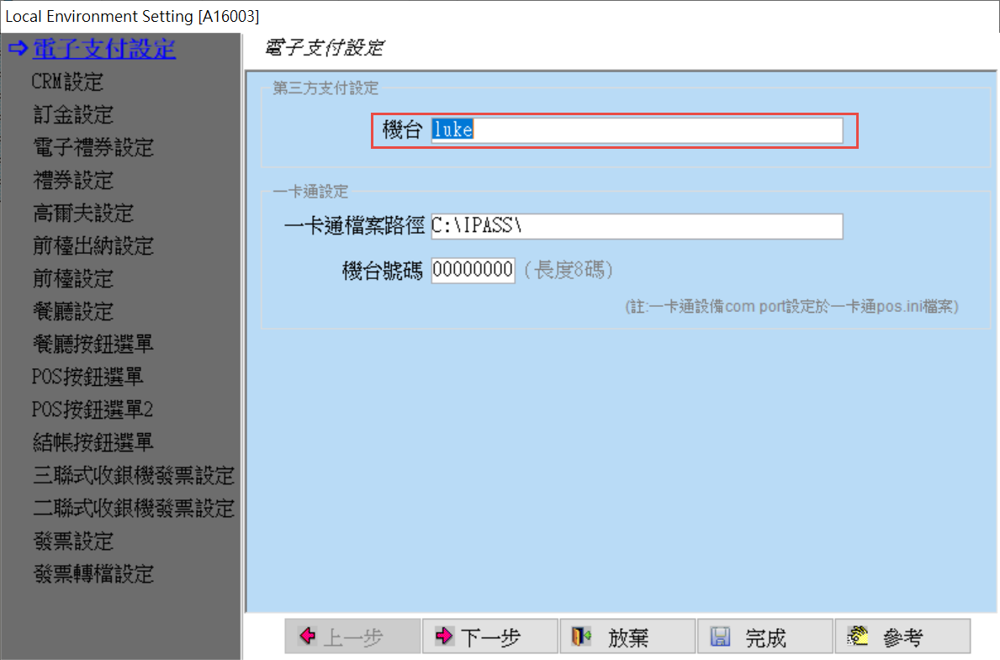 Local Environment Setting [A16003]
電子支付設定
CRM設定
訂金設定
電子禮券設定
禮券設定
高爾夫設定
前檯出納設定
前檯設定
餐廳設定
餐廳按鈕選單
POS按鈕選單
POS按鈕選單2
結帳按鈕選單
三聯式收銀機發票設定
二聯式收銀機發票設定
發票設定
發票轉檔設定
電子支付設定
第三方支付設定
機台 luke
一卡通設定
一卡通檔案路徑 C:\IPASS\
機台號碼 00000000 (長度8碼)
(註:一卡通設備com port設定於一卡通pos.ini檔案)
上一步 下一步 放棄 完成 參考